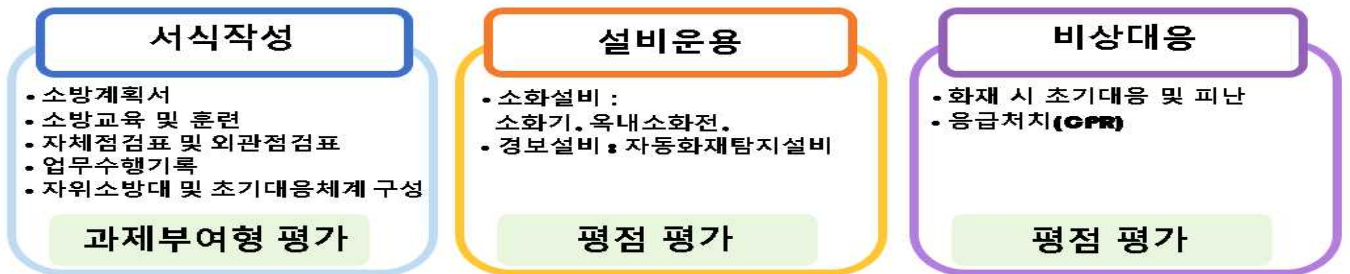 서식작성
• 소방계획서
• 소방교육 및 훈련
• 자체점검표 및 외관점검표
• 업무수행기록
• 자위소방대 및 초기대응체계 구성
과제부여형 평가
설비운용
• 소화설비 :
소화기, 옥내소화전,
• 경보설비 : 자동화재탐지설비
평점 평가
비상대응
• 화재 시 초기대응 및 피난
• 응급처치(CPR)
평점 평가